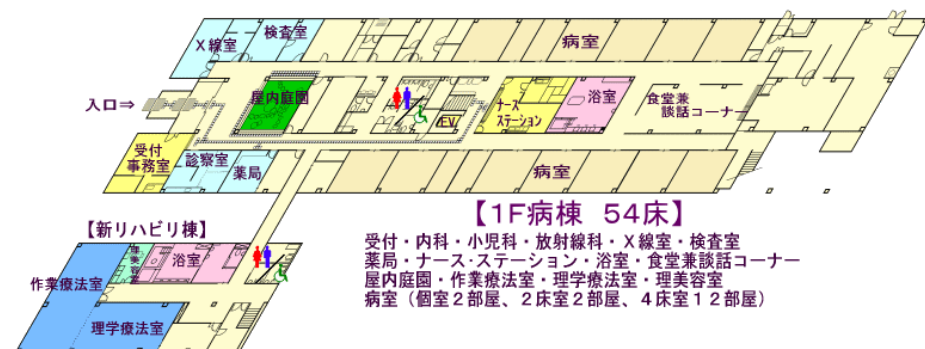 X線室
検査室
病室
入口⇒
屋内庭園
EV
ナース
ステーション
浴室
食堂兼
談話コーナー
受付
事務室
診察室
薬局
病室
【1F病棟 54床】
【新リハビリ棟】
受付・内科・小児科・放射線科・X線室・検査室
薬局・ナース・ステーション・浴室・食堂兼談話コーナー
屋内庭園・作業療法室・理学療法室・理美容室
病室(個室2部屋、2床室2部屋、4床室12部屋)
理美容室
浴室
作業療法室
理学療法室